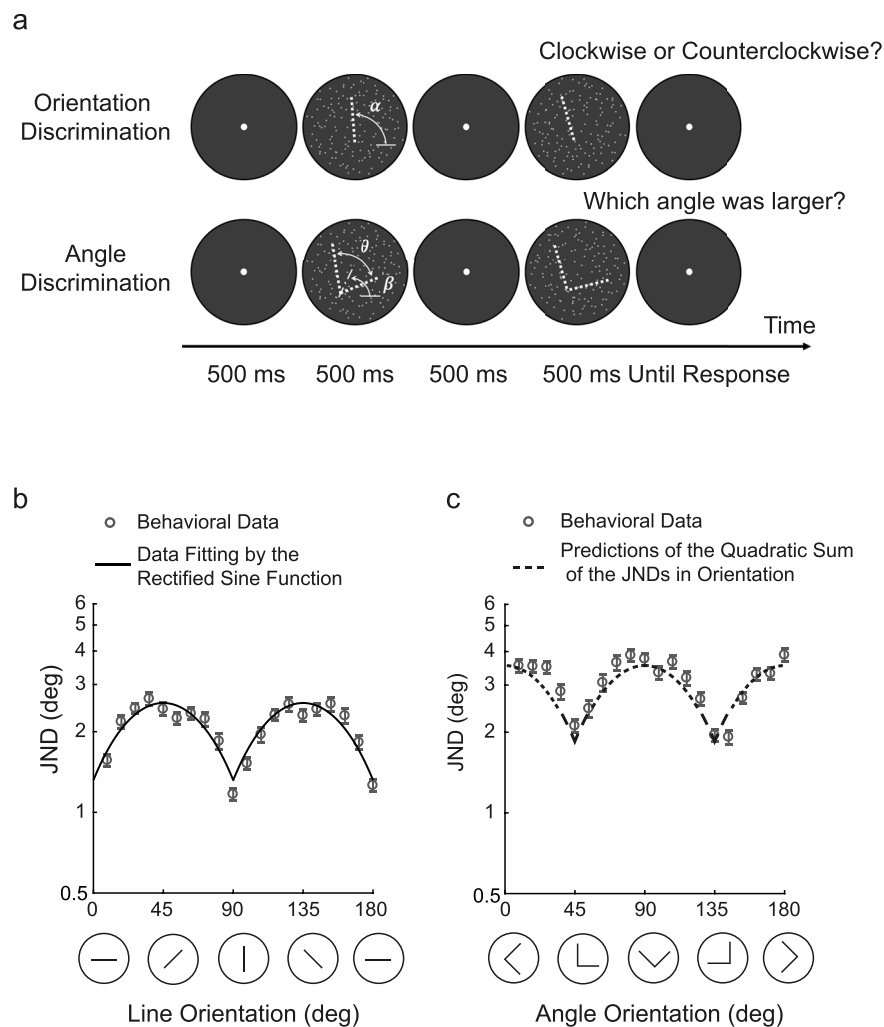 a
Clockwise or Counterclockwise?
Orientation
Discrimination
α
Which angle was larger?
Angle
Discrimination
θ
β
Time
500 ms 500 ms 500 ms 500 ms Until Response
b
Behavioral Data
Data Fitting by the
Rectified Sine Function
6
5
4
3
2
1
0.5
JND (deg)
0 45 90 135 180
Line Orientation (deg)
c
Behavioral Data
Predictions of the Quadratic Sum
of the JNDs in Orientation
6
5
4
3
2
1
0.5
JND (deg)
0 45 90 135 180
Angle Orientation (deg)